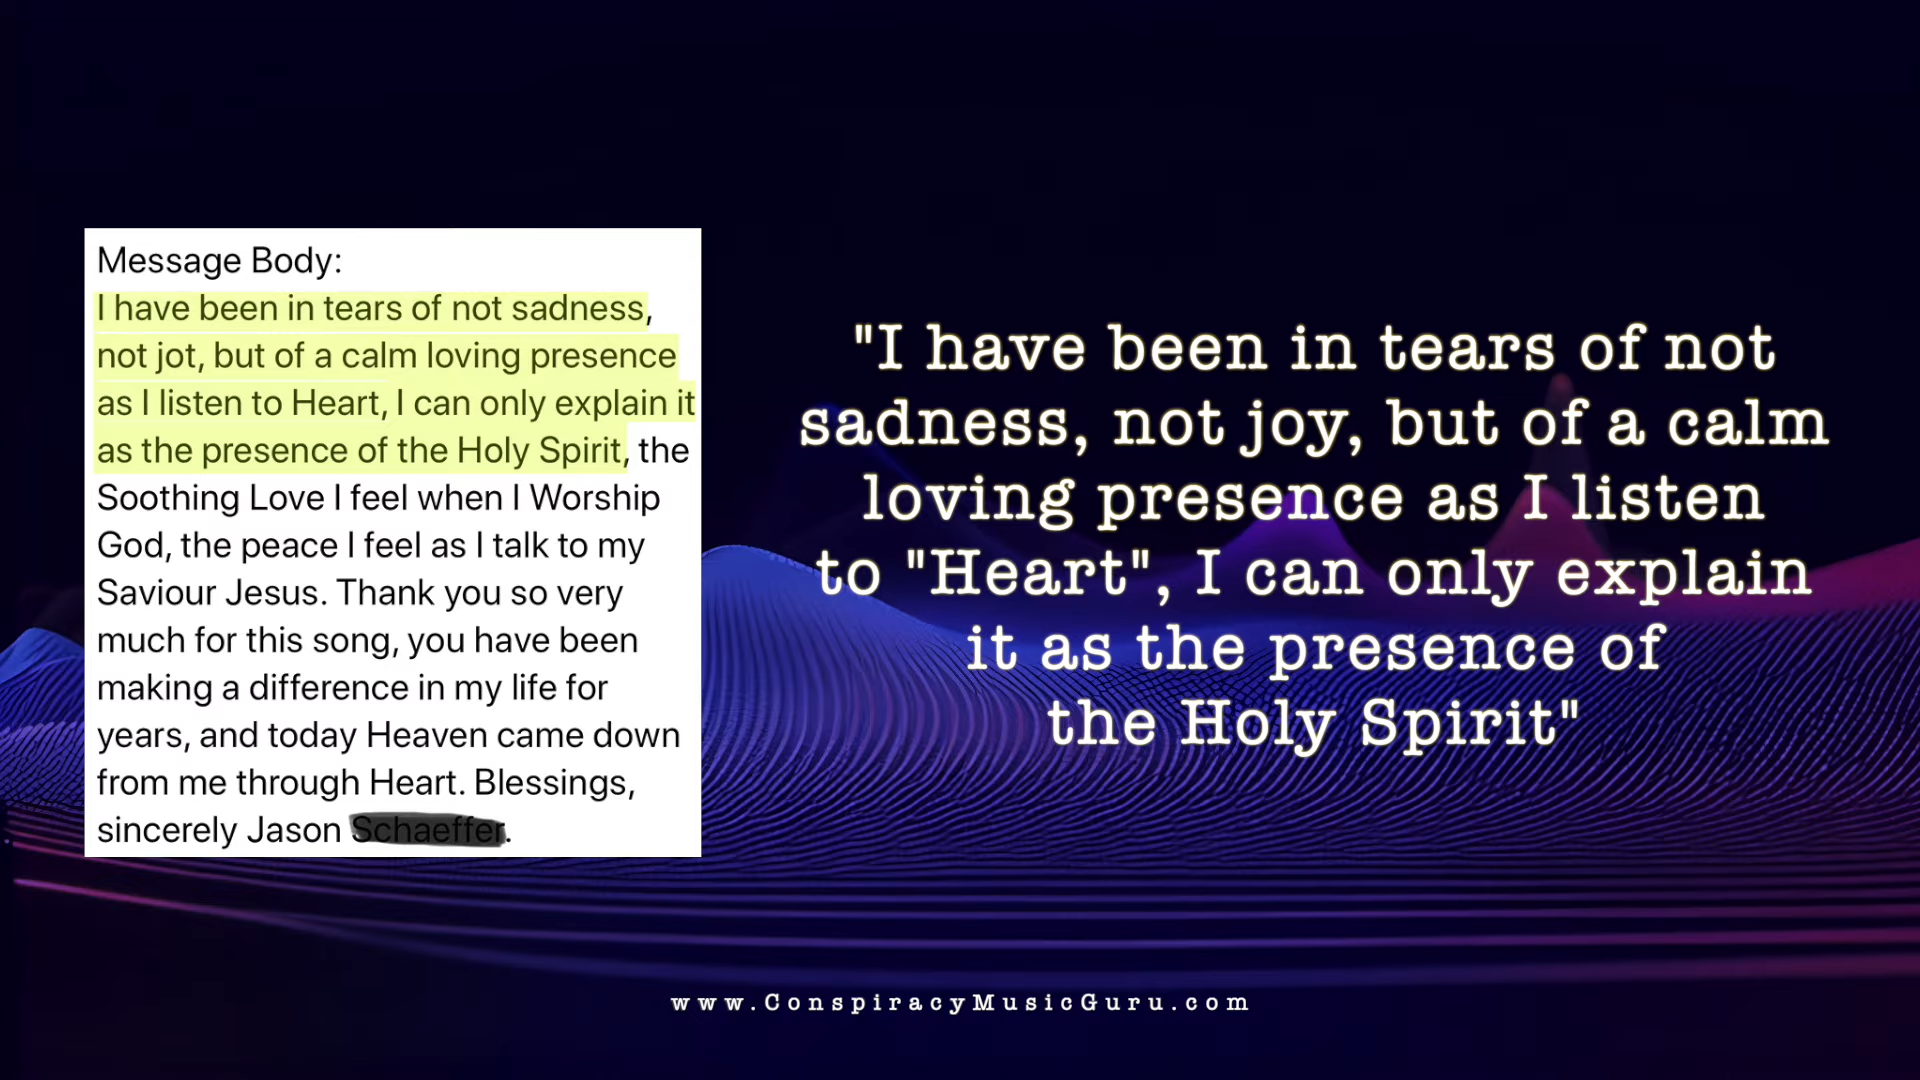 Message Body:
I have been in tears of not sadness,
not jot, but of a calm loving presence
as I listen to Heart, I can only explain it
as the presence of the Holy Spirit, the
Soothing Love I feel when I Worship
God, the peace I feel as I talk to my
Saviour Jesus. Thank you so very
much for this song, you have been
making a difference in my life for
years, and today Heaven came down
from me through Heart. Blessings,
sincerely Jason
"I have been in tears of not
sadness, not joy, but of a calm
loving presence as I listen
to "Heart", I can only explain
it as the presence of
the Holy Spirit"
www.ConspiracyMusicGuru.com